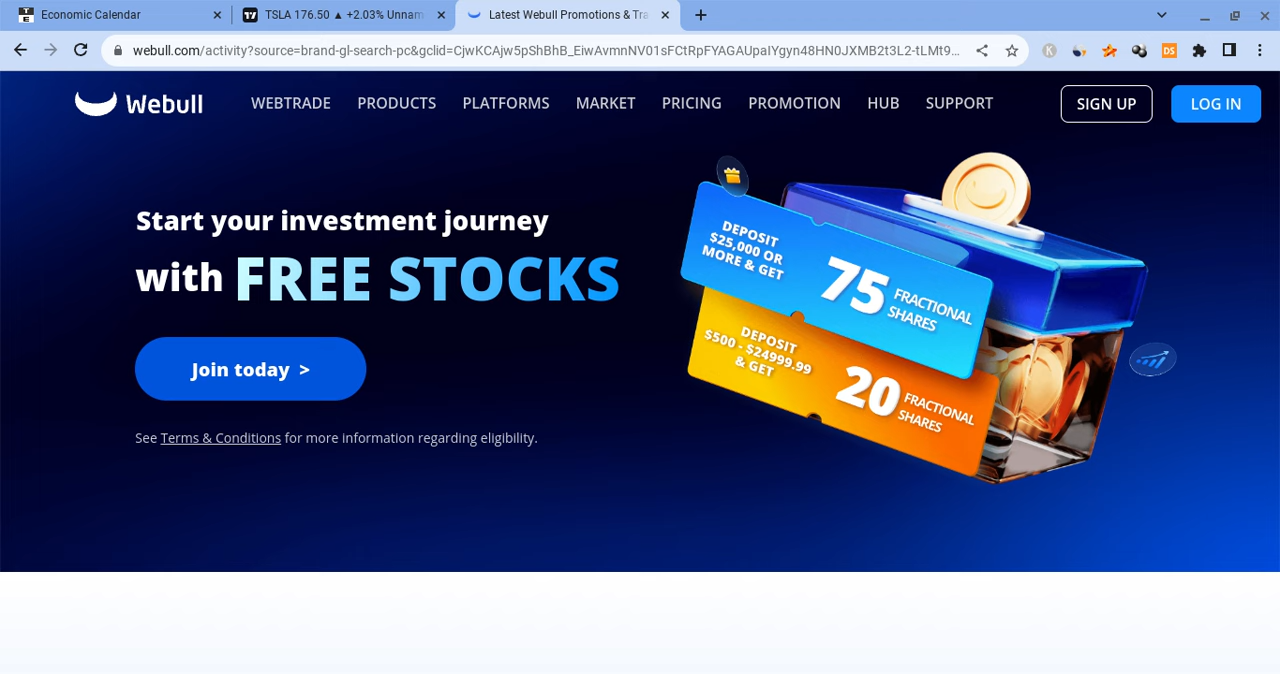 Economic Calendar
TSLA 176.50 ▲ +2.03% Unnam
Latest Webull Promotions & Tra
webull.com/activity?source=brand-gl-search-pc&gclid=CjwKCAjw5pShBhB_EiwAvmnNV01sFCtRpFYAGAUpaIYgyn48HN0JXMB2t3L2-tLMt9...
Webull
WEBTRADE PRODUCTS PLATFORMS MARKET PRICING PROMOTION HUB SUPPORT
SIGN UP
LOG IN
Start your investment journey
with FREE STOCKS
Join today >
See Terms & Conditions for more information regarding eligibility.
DEPOSIT
$25,000 OR
MORE & GET
75
FRACTIONAL
SHARES
DEPOSIT
$500 - $24999.99
& GET
20
FRACTIONAL
SHARES